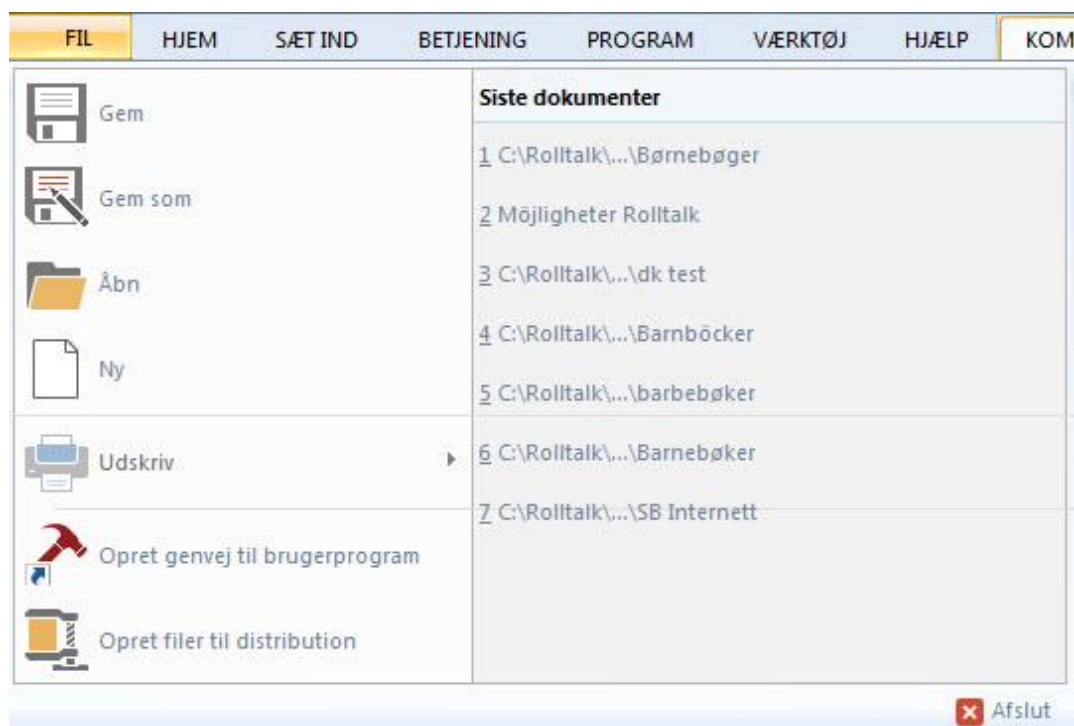 FIL HJEM SÆT IND BETJENING PROGRAM VÆRKTØJ HJÆLP KOM
Gem
Gem som
Åbn
Ny
Udskriv
Opret genvej til brugerprogram
Opret filer til distribution
Siste dokumenter
1 C:\Rolltalk\...\Børnebøger
2 Möjligheter Rolltalk
3 C:\Rolltalk\...\dk test
4 C:\Rolltalk\...\Barnböcker
5 C:\Rolltalk\...\barbebøker
6 C:\Rolltalk\...\Barnebøker
7 C:\Rolltalk\...\SB Internett
Afslut